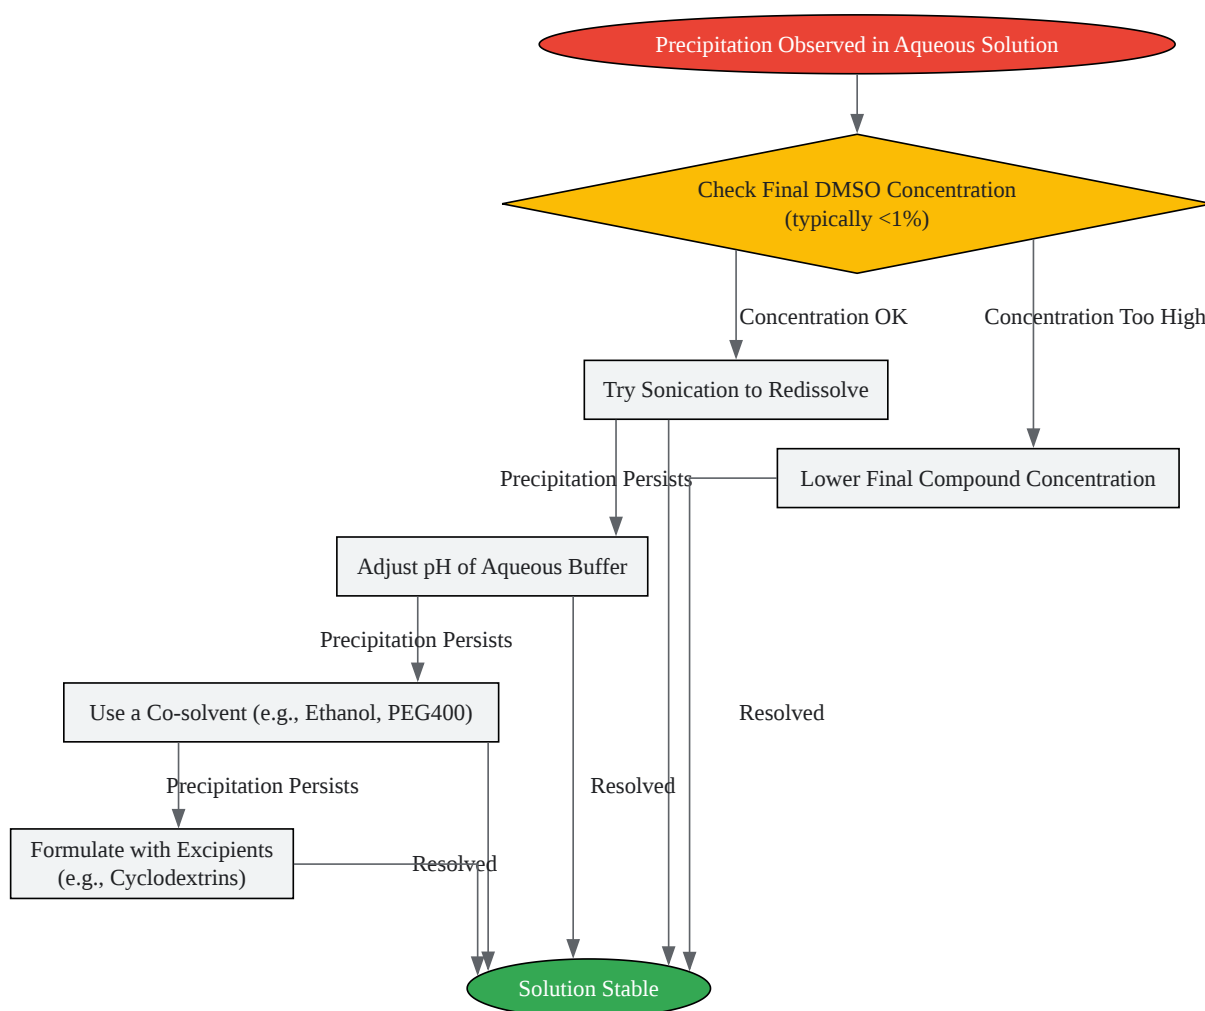 Precipitation Observed in Aqueous Solution
Check Final DMSO Concentration
(typically <1%)
Concentration OK
Concentration Too High
Try Sonication to Redissolve
Precipitation Persists
Lower Final Compound Concentration
Adjust pH of Aqueous Buffer
Precipitation Persists
Use a Co-solvent (e.g., Ethanol, PEG400)
Resolved
Precipitation Persists
Resolved
Formulate with Excipients
(e.g., Cyclodextrins)
Resolved
Solution Stable